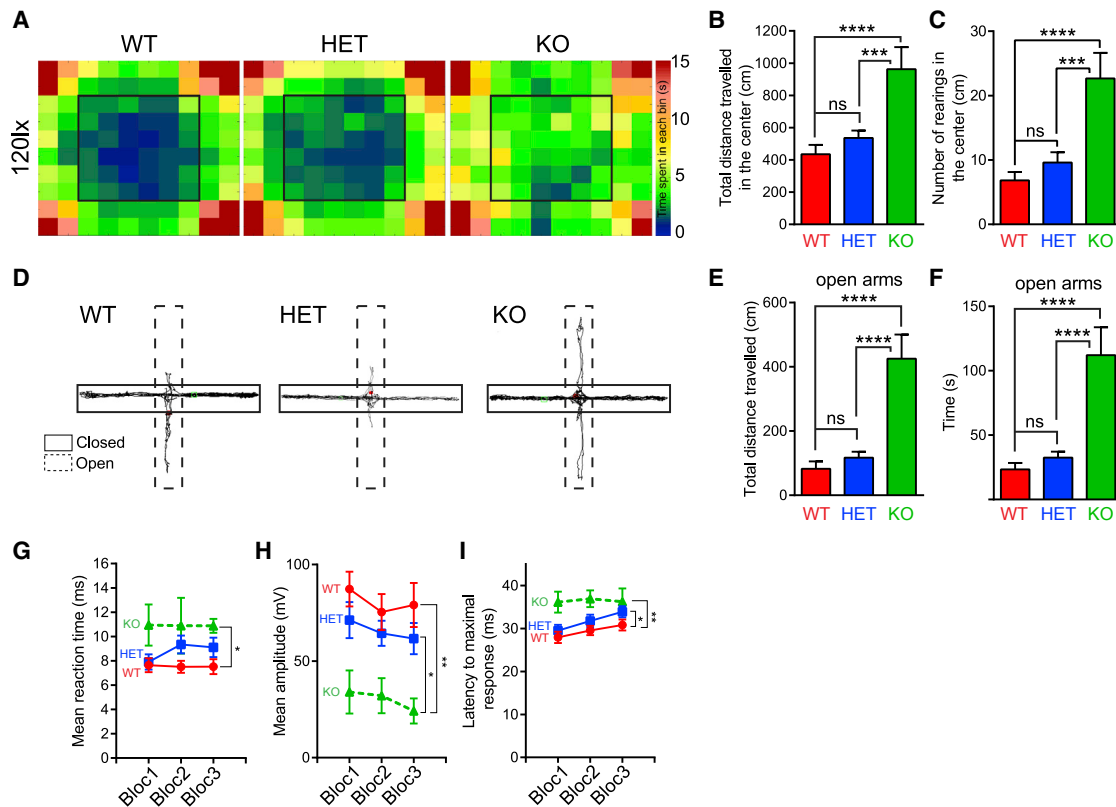 A
WT
HET
KO
120lx
15
10
5
0
Time spent in each bin (s)
B
Total distance travelled
in the center (cm)
1200
1000
800
600
400
200
0
****
***
ns
WT
HET
KO
C
Number of rearings in
the center (cm)
30
20
10
0
****
***
ns
WT
HET
KO
D
WT
HET
KO
Closed
Open
E
open arms
Total distance travelled (cm)
600
400
200
0
****
****
ns
WT
HET
KO
F
open arms
Time (s)
150
100
50
****
****
ns
WT
HET
KO
G
Mean reaction time (ms)
16
14
12
10
8
6
4
2
0
KO
HET
WT
*
Bloc1
Bloc2
Bloc3
H
Mean amplitude (mV)
100
50
0
WT
HET
KO
*
**
Bloc1
Bloc2
Bloc3
I
Latency to maximal
response (ms)
40
30
20
10
0
KO
HET
WT
*
**
Bloc1
Bloc2
Bloc3